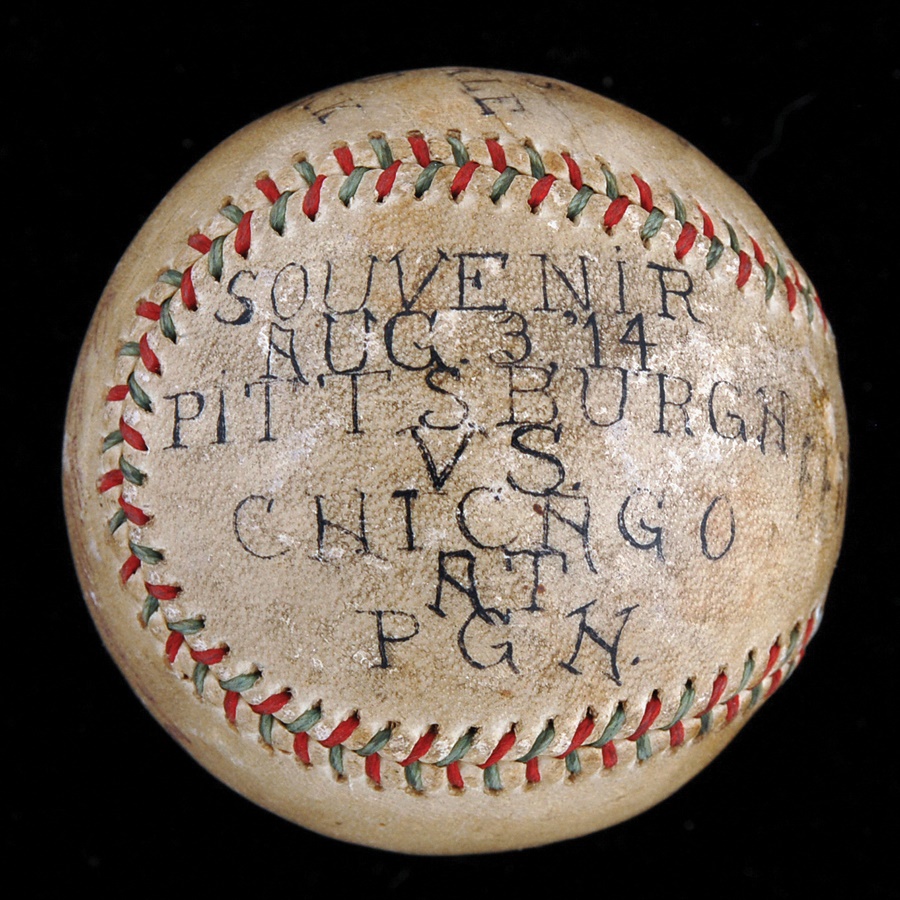 SOUVENIR
AUG. 3, '14
PITTSBURGH
VS.
CHICAGO
AT
PGH.